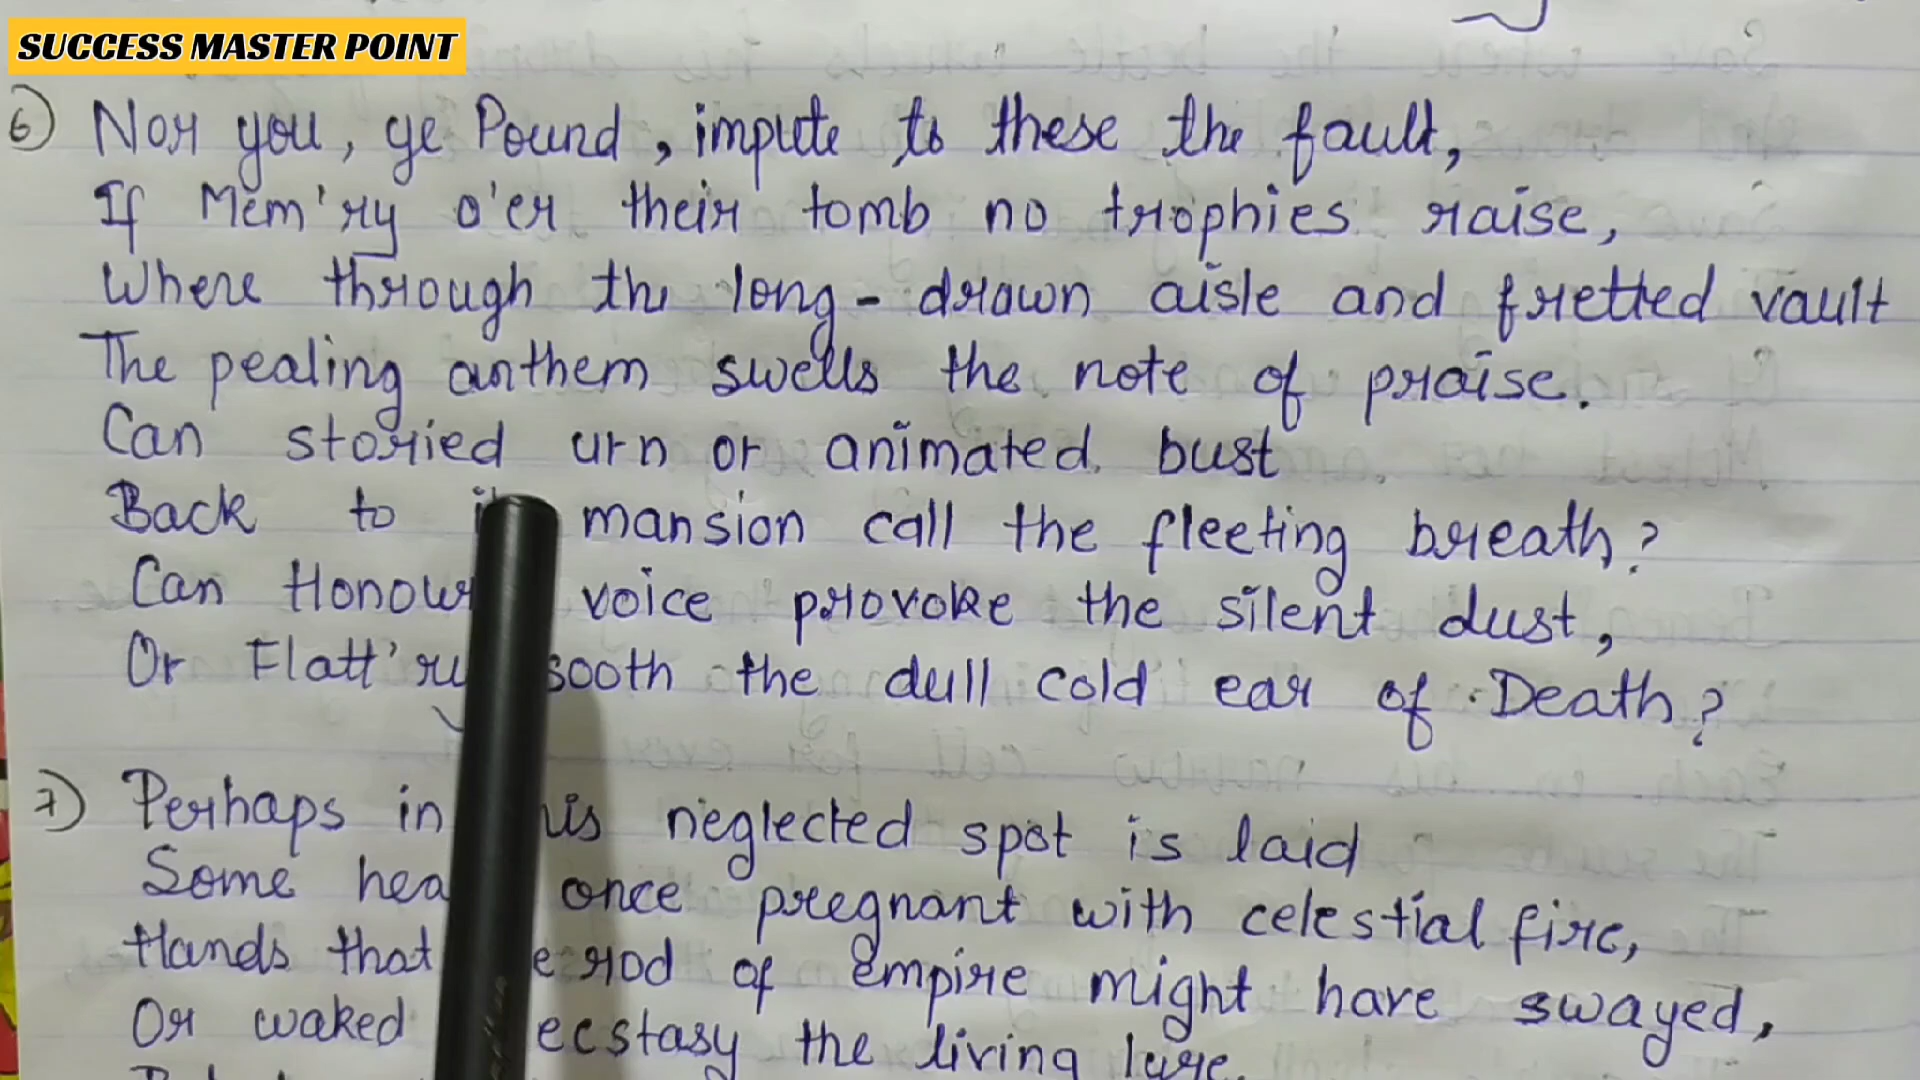 SUCCESS MASTER POINT
6) Nor you, ye Pound, impute to these the fault,
If Mem'ry o'er their tomb no trophies raise,
Where through the long-drawn aisle and fretted vault
The pealing anthem swells the note of praise.
Can storied urn or animated bust
Back to mansion call the fleeting breath?
Can Honour voice provoke the silent dust,
Or Flatt'ry sooth the dull cold ear of Death?
7) Perhaps in neglected spot is laid
Some once pregnant with celestial fire,
Hands that rod of empire might have swayed,
Or waked ecstasy the living lyre.